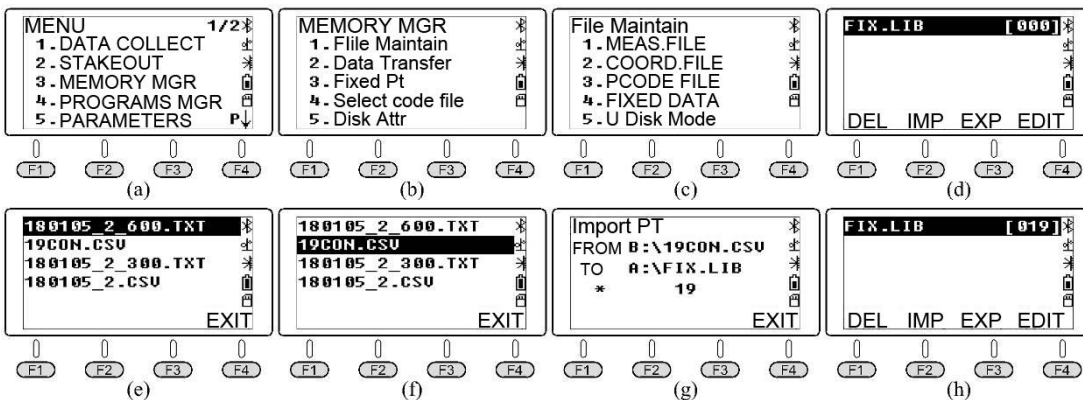 MENU 1/2
1.DATA COLLECT
2.STAKEOUT
3.MEMORY MGR
4.PROGRAMS MGR
5.PARAMETERS P↓
F1 F2 F3 F4
(a)
MEMORY MGR
1.Flile Maintain
2.Data Transfer
3.Fixed Pt
4.Select code file
5.Disk Attr
F1 F2 F3 F4
(b)
File Maintain
1.MEAS.FILE
2.COORD.FILE
3.PCODE FILE
4.FIXED DATA
5.U Disk Mode
F1 F2 F3 F4
(c)
FIX.LIB [000]
DEL IMP EXP EDIT
F1 F2 F3 F4
(d)
180105_2_600.TXT
19CON.CSV
180105_2_300.TXT
180105_2.CSV
EXIT
F1 F2 F3 F4
(e)
180105_2_600.TXT
19CON.CSV
180105_2_300.TXT
180105_2.CSV
EXIT
F1 F2 F3 F4
(f)
Import PT
FROM B:\19CON.CSV
TO A:\FIX.LIB
* 19
EXIT
F1 F2 F3 F4
(g)
FIX.LIB [019]
DEL IMP EXP EDIT
F1 F2 F3 F4
(h)